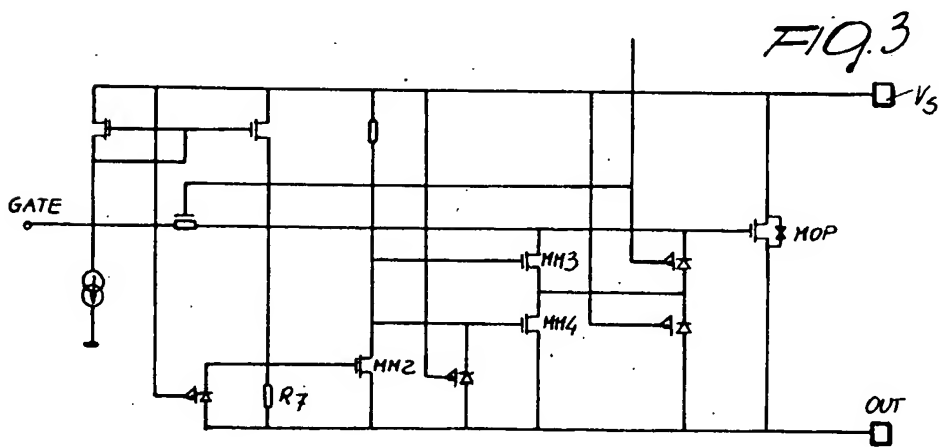 FIG. 3
VS
GATE
MOP
MM3
MM4
MM2
R7
OUT